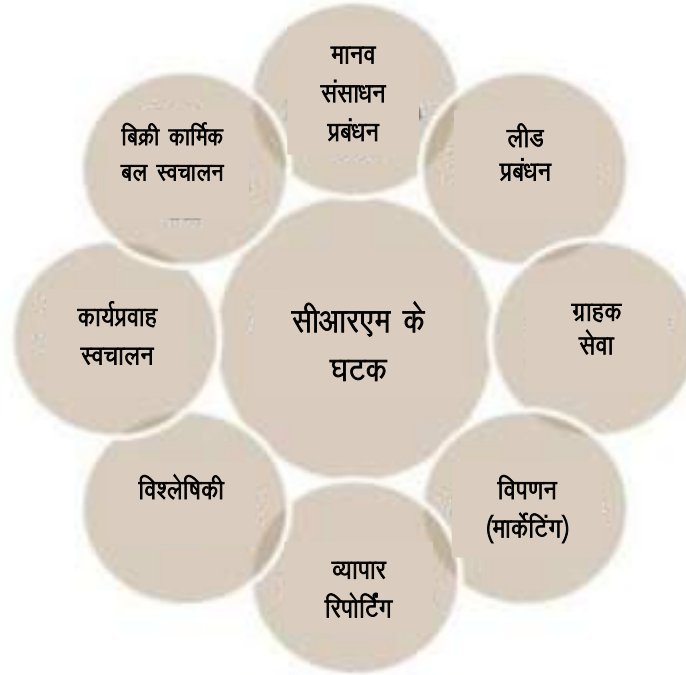 मानव
संसाधन
प्रबंधन
लीड
प्रबंधन
ग्राहक
सेवा
विपणन
(मार्केटिंग)
व्यापार
रिपोर्टिंग
विश्लेषिकी
कार्यप्रवाह
स्वचालन
बिक्री कार्मिक
बल स्वचालन
सीआरएम के
घटक